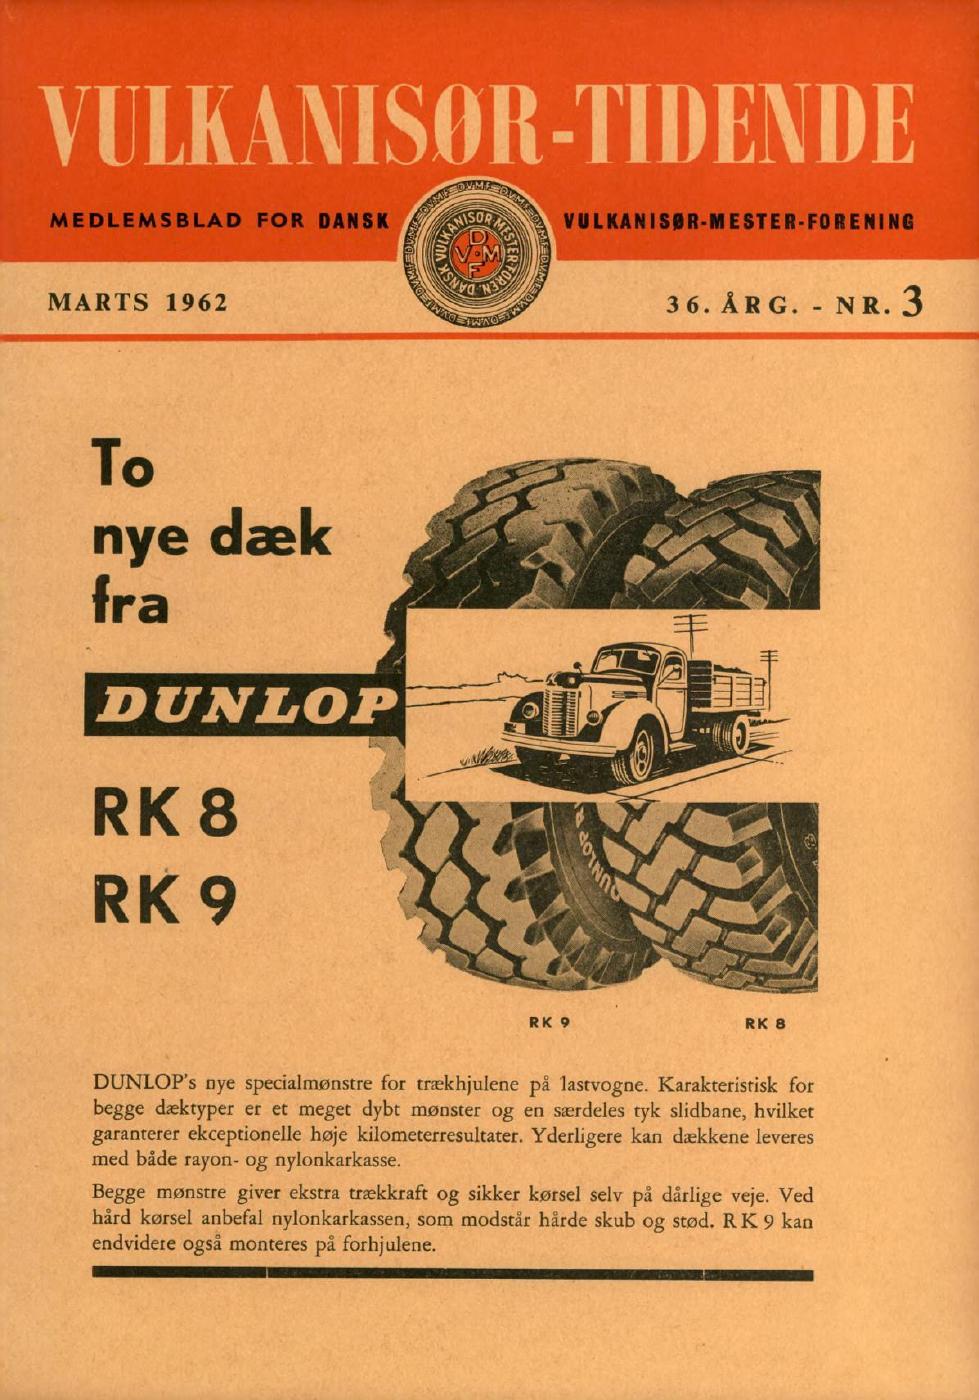 VULKANISØR-TIDENDE
MEDLEMSBLAD FOR DANSK VULKANISØR-MESTER-FORENING
DANSK VULKANISØR MESTERFOREN.
D
V·M
F
MARTS 1962
36. ÅRG. - NR. 3
To
nye dæk
fra
DUNLOP
RK 8
RK 9
DUNLOP R
RK 9
RK 8
DUNLOP's nye specialmønstre for trækhjulene på lastvogne. Karakteristisk for
begge dæktyper er et meget dybt mønster og en særdeles tyk slidbane, hvilket
garanterer ekceptionelle høje kilometerresultater. Yderligere kan dækkene leveres
med både rayon- og nylonkarkasse.
Begge mønstre giver ekstra trækkraft og sikker kørsel selv på dårlige veje. Ved
hård kørsel anbefal nylonkarkassen, som modstår hårde skub og stød. RK 9 kan
endvidere også monteres på forhjulene.